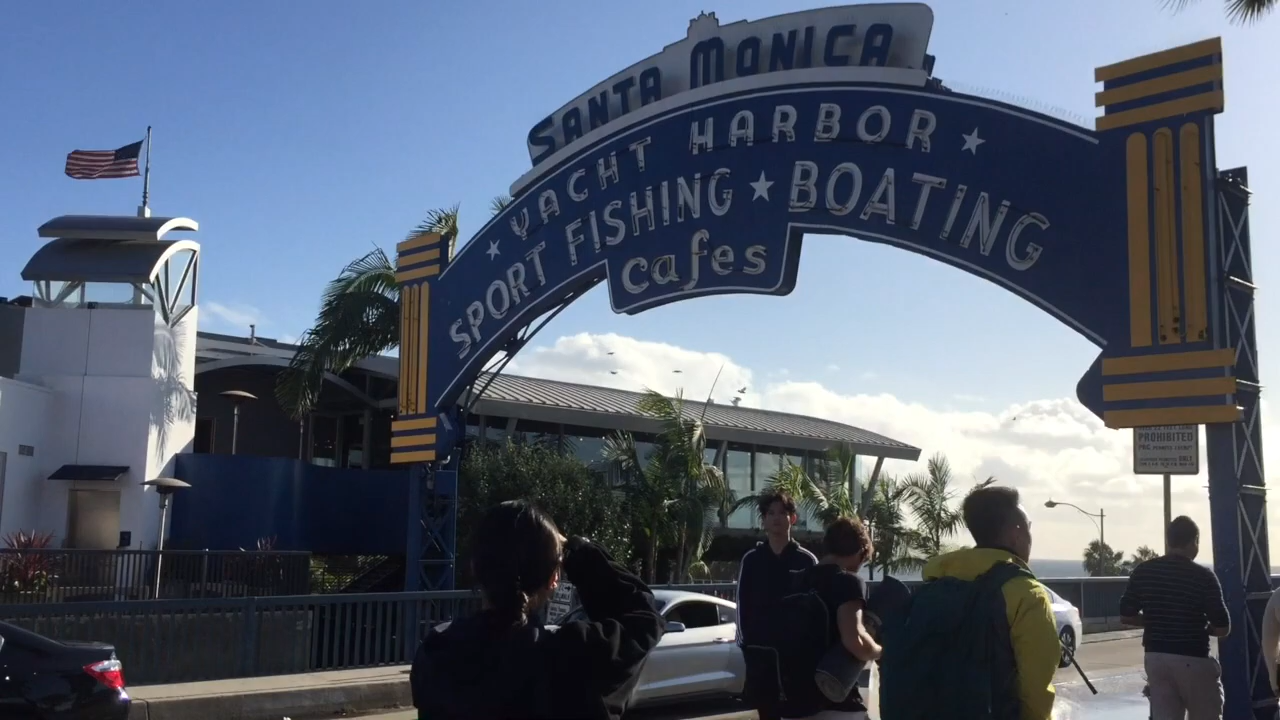 SANTA MONICA
★ YACHT HARBOR ★
SPORT FISHING ★ BOATING
cafes
PROHIBITED